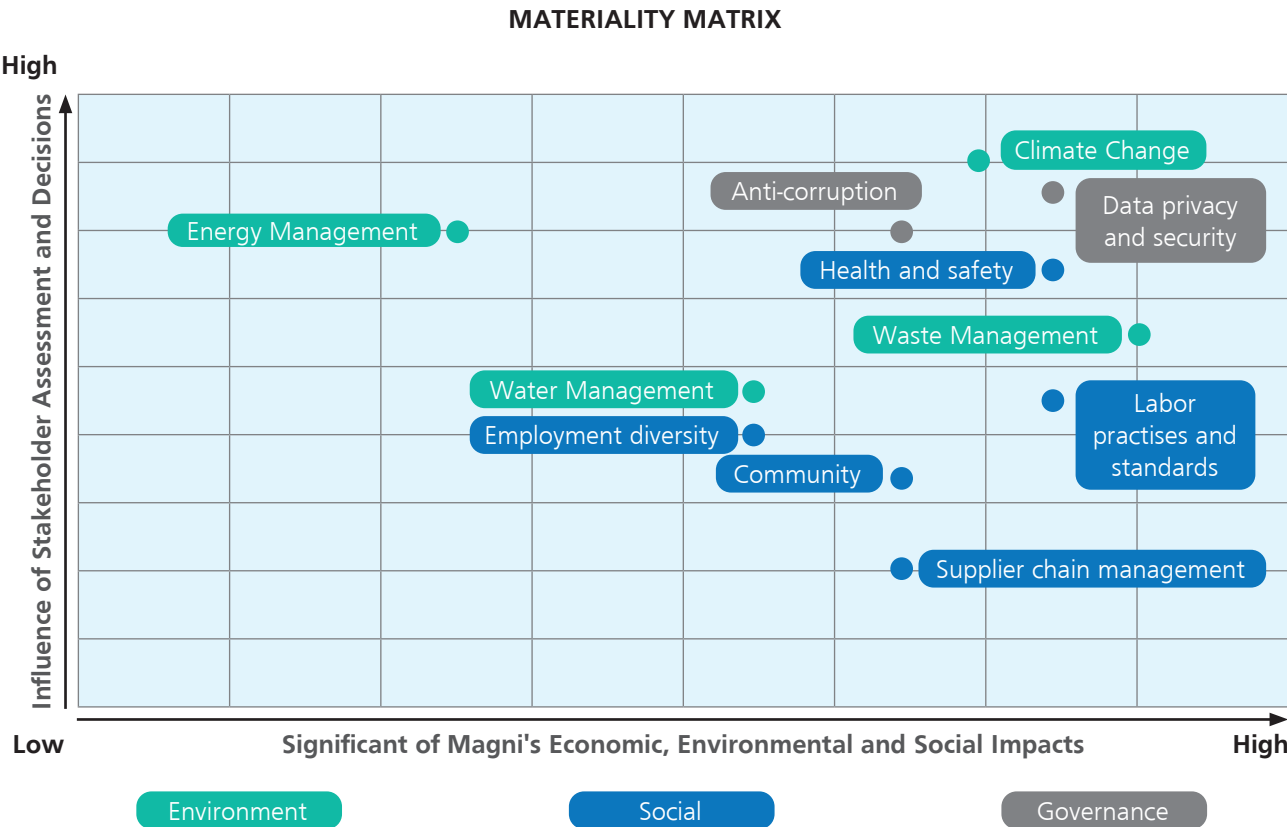 MATERIALITY MATRIX
High
Influence of Stakeholder Assessment and Decisions
Climate Change
Anti-corruption
Data privacy
and security
Energy Management
Health and safety
Waste Management
Water Management
Labor
practises and
standards
Employment diversity
Community
Supplier chain management
Low
Significant of Magni's Economic, Environmental and Social Impacts
High
Environment
Social
Governance